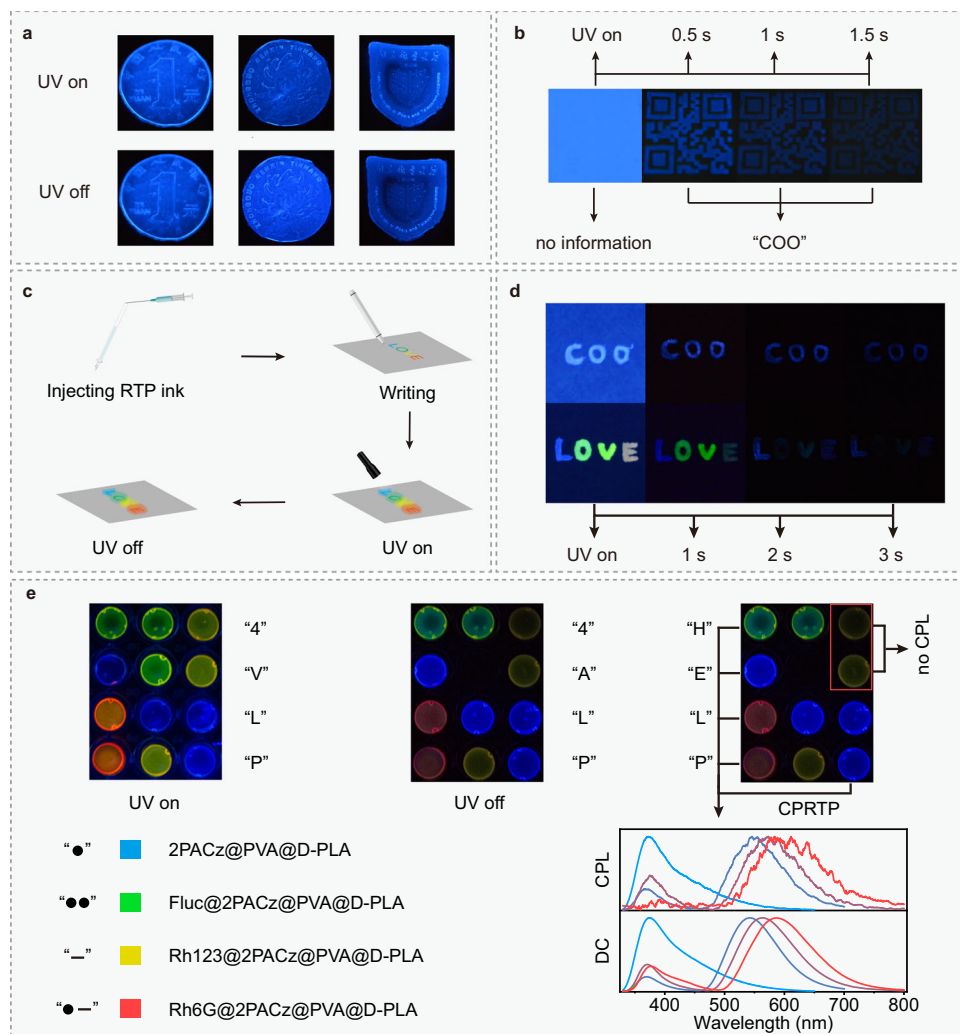 a
UV on
UV off
b
UV on 0.5 s 1 s 1.5 s
no information “COO”
c
Injecting RTP ink
Writing
UV off
UV on
d
COO
LOVE
UV on 1 s 2 s 3 s
e
“4” “4” “H”
“V” “A” “E”
“L” “L” “L”
“P” “P” “P”
no CPL
UV on UV off CPRTP
“●” 2PACz@PVA@D-PLA
“●●” Fluc@2PACz@PVA@D-PLA
“–” Rh123@2PACz@PVA@D-PLA
“●–” Rh6G@2PACz@PVA@D-PLA
CPL
DC
400 500 600 700 800
Wavelength (nm)